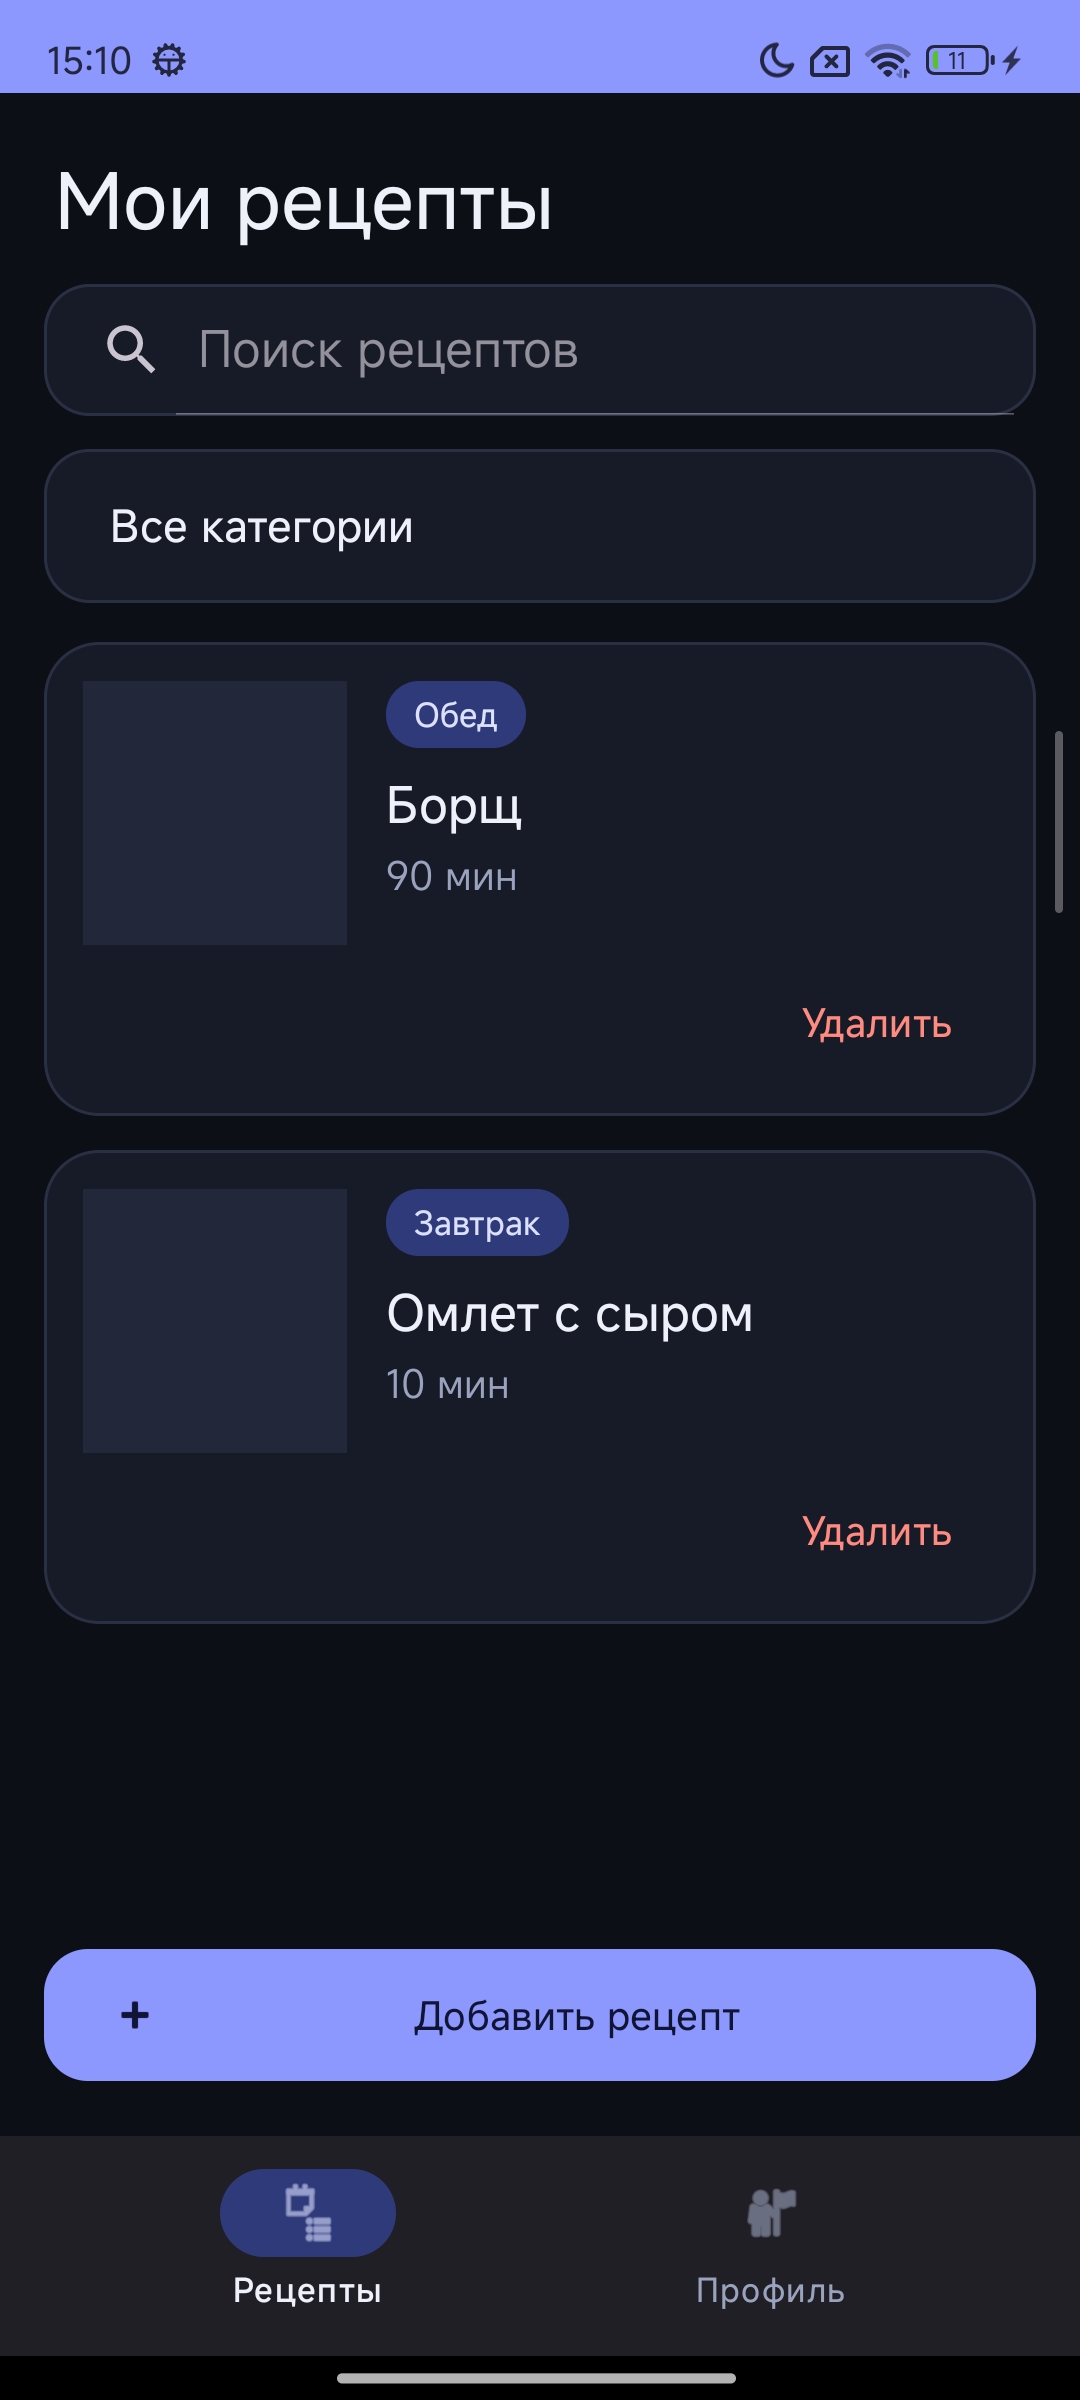 15:10
11
Мои рецепты
Поиск рецептов
Все категории
Обед
Борщ
90 мин
Удалить
Завтрак
Омлет с сыром
10 мин
Удалить
+ Добавить рецепт
Рецепты
Профиль